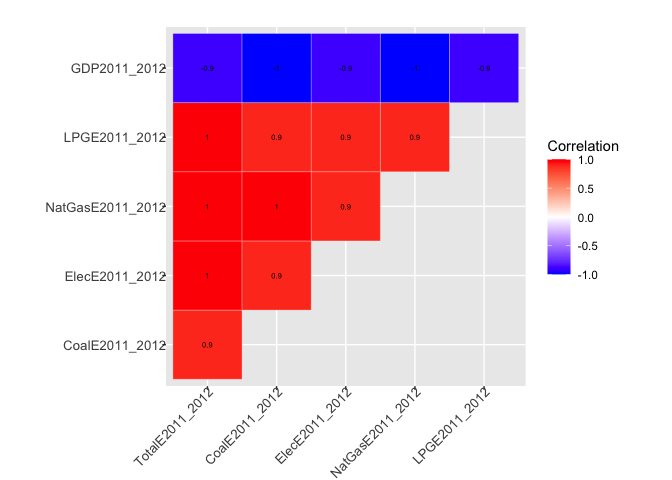 GDP2011_2012
-0.9 -1 -0.9 -1 -0.9
LPGE2011_2012
1 0.9 0.9 0.9
NatGasE2011_2012
1 1 0.9
ElecE2011_2012
1 0.9
CoalE2011_2012
0.9
TotalE2011_2012
CoalE2011_2012
ElecE2011_2012
NatGasE2011_2012
LPGE2011_2012
Correlation
1.0
0.5
0.0
-0.5
-1.0